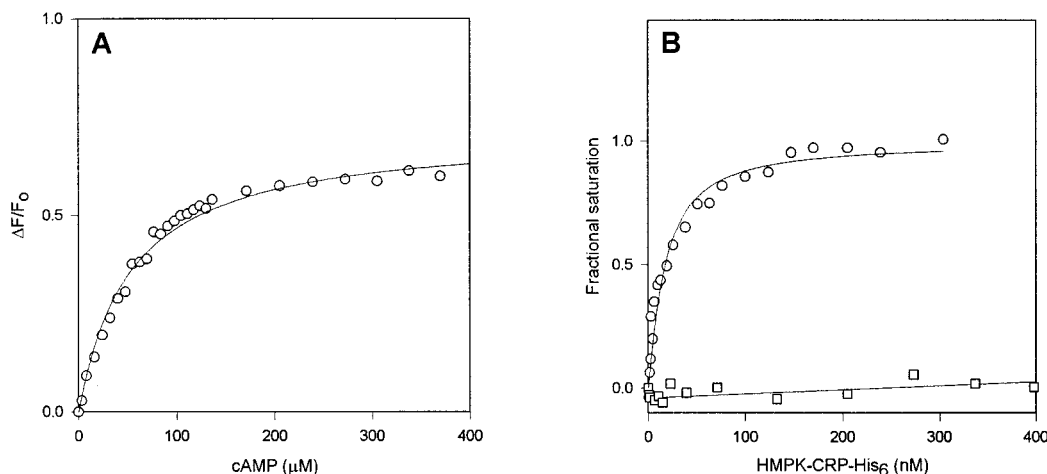 A
1.0
0.5
0.0
ΔF/F₀
0 100 200 300 400
cAMP (μM)
B
1.0
0.5
0.0
Fractional saturation
0 100 200 300 400
HMPK-CRP-His₆ (nM)